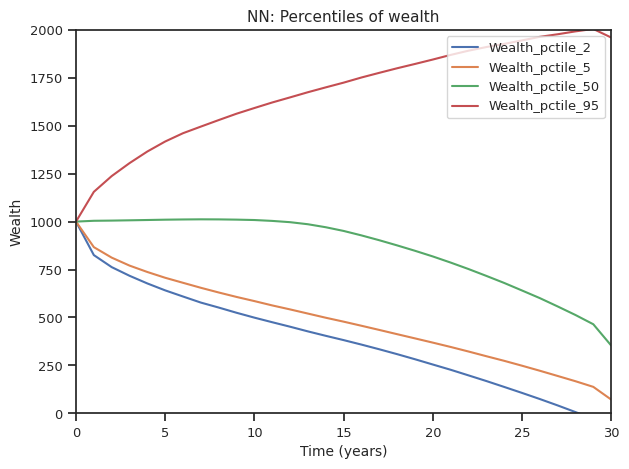 NN: Percentiles of wealth
2000
1750
1500
1250
1000
750
500
250
0
Wealth
Wealth_pctile_2
Wealth_pctile_5
Wealth_pctile_50
Wealth_pctile_95
0 5 10 15 20 25 30
Time (years)